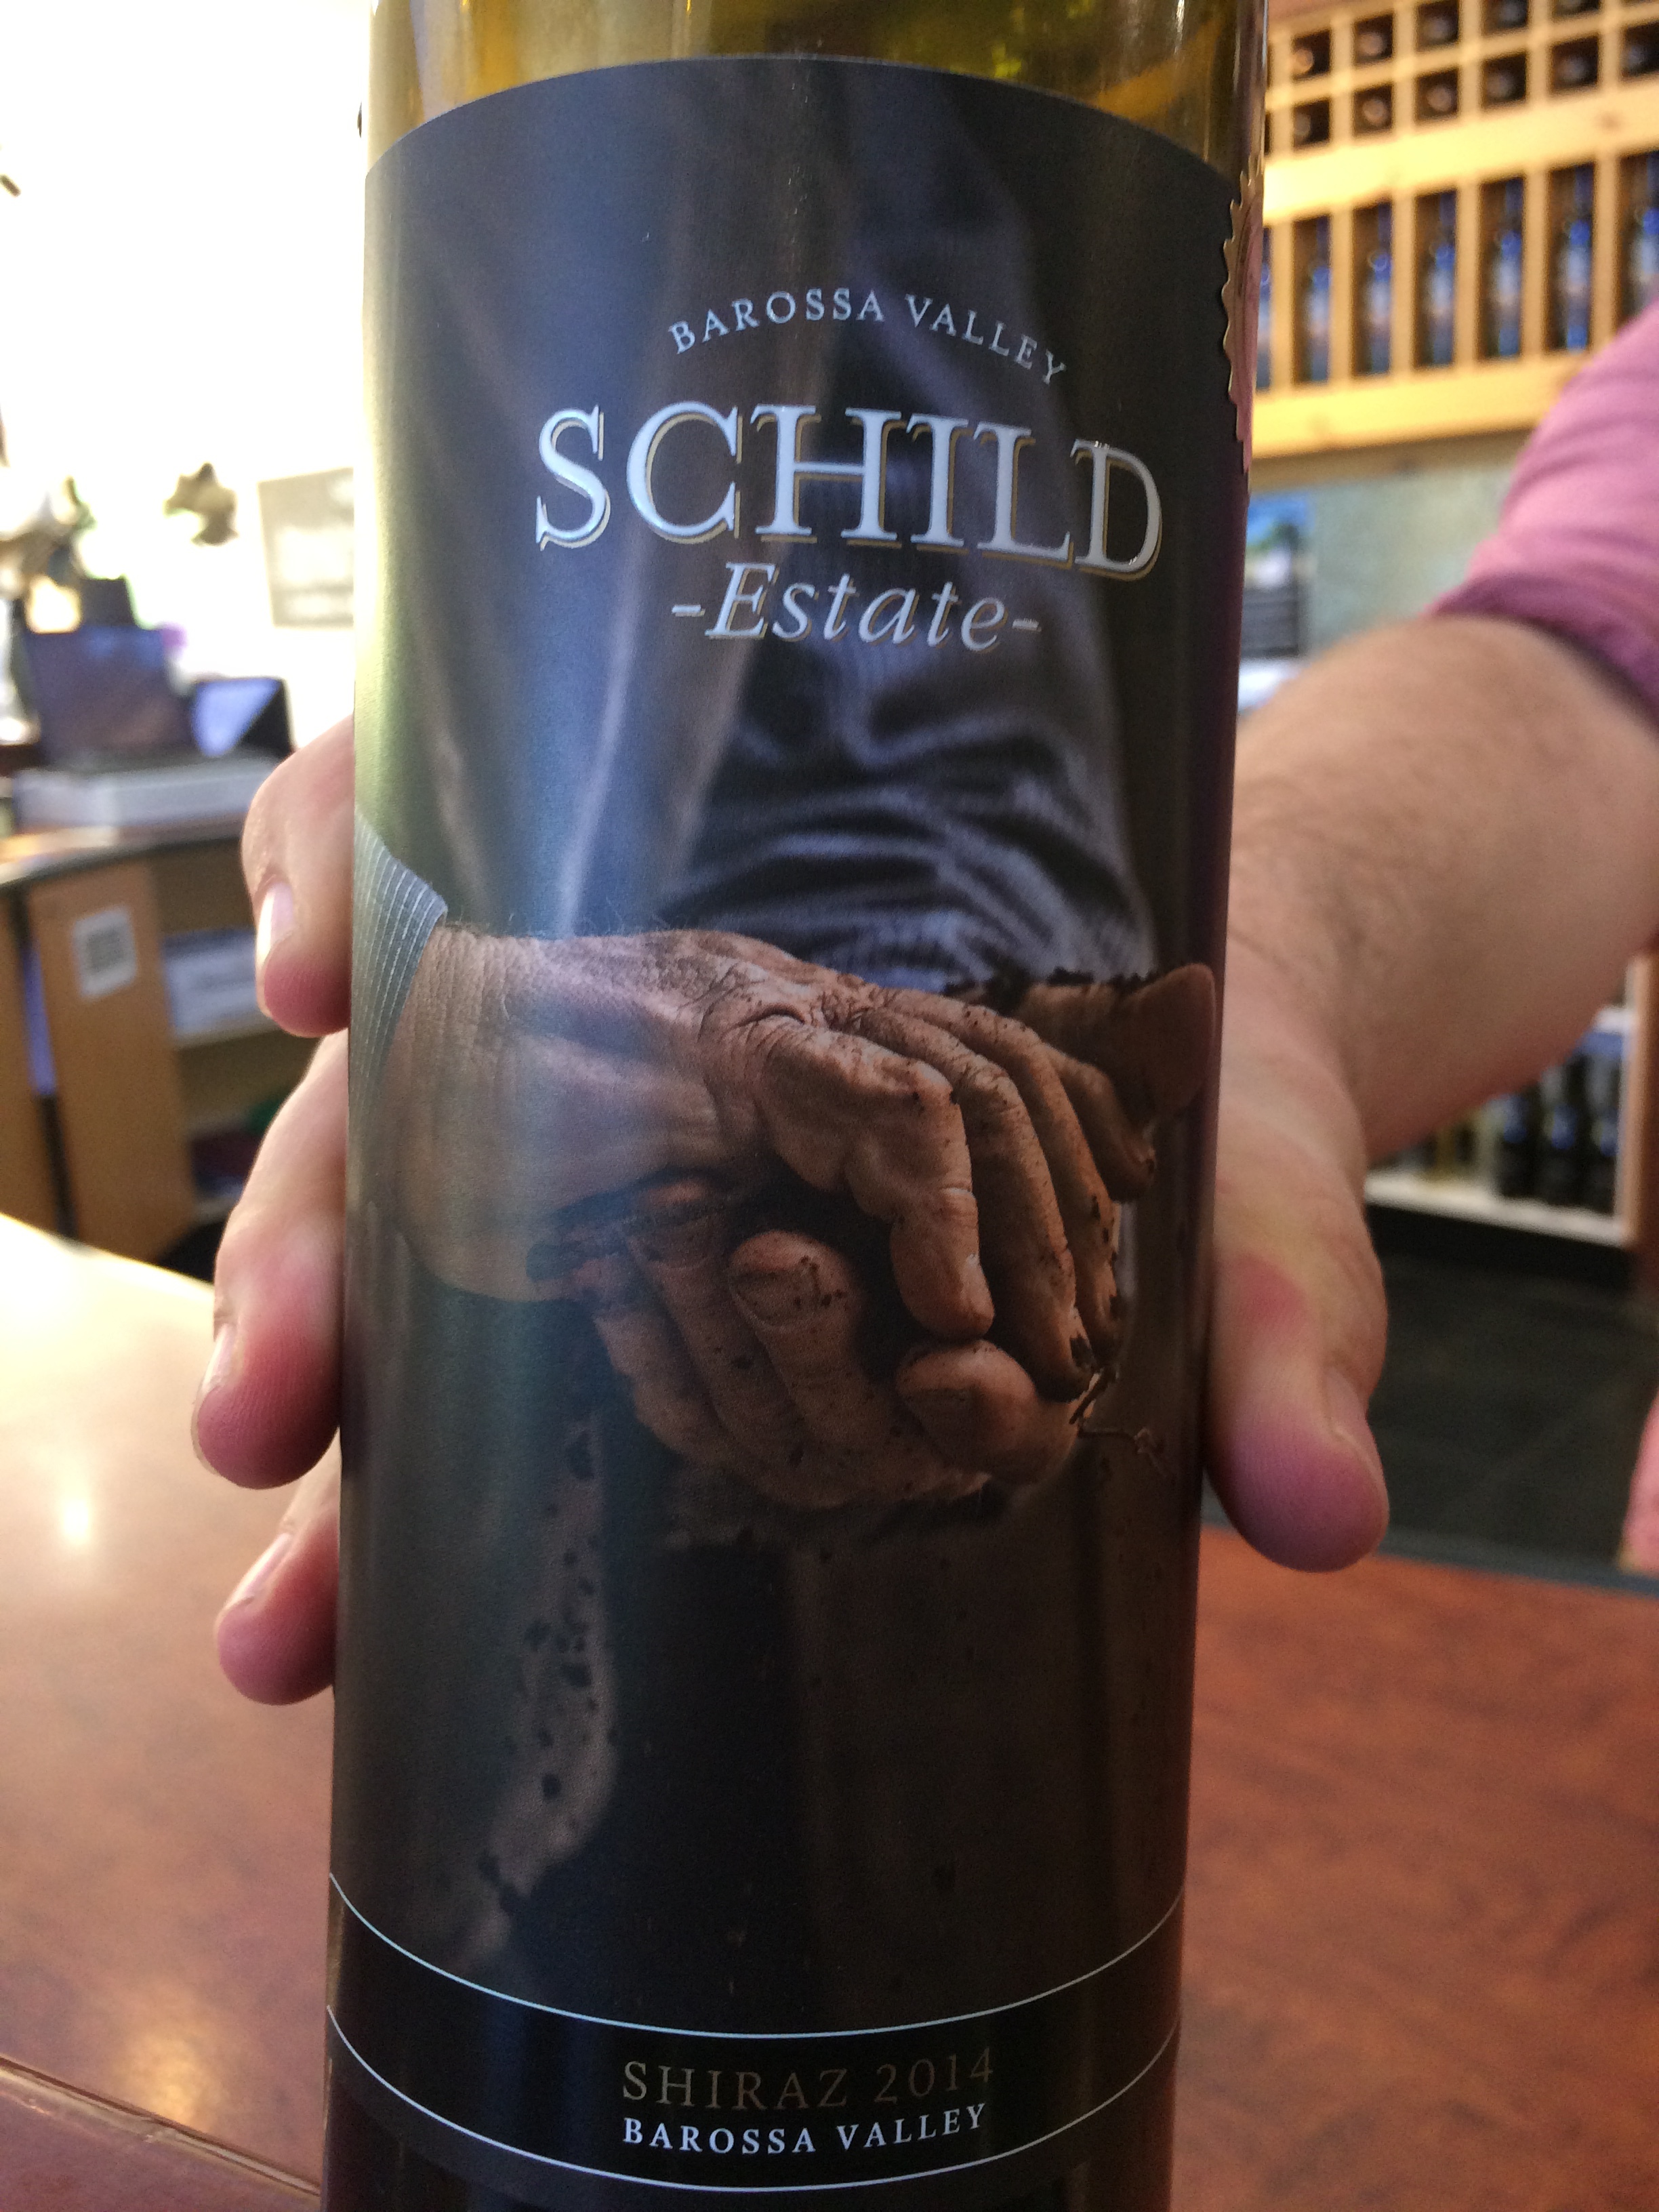 BAROSSA VALLEY
SCHILD
-Estate-
SHIRAZ 2014
BAROSSA VALLEY